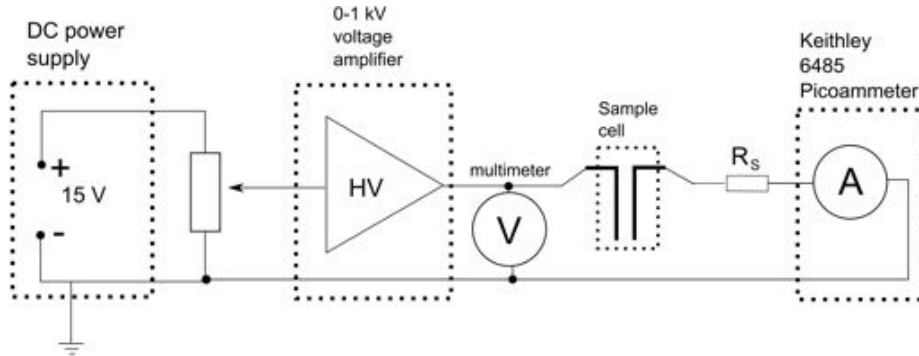 DC power
supply
+
15 V
-
0-1 kV
voltage
amplifier
HV
multimeter
V
Sample
cell
RS
Keithley
6485
Picoammeter
A